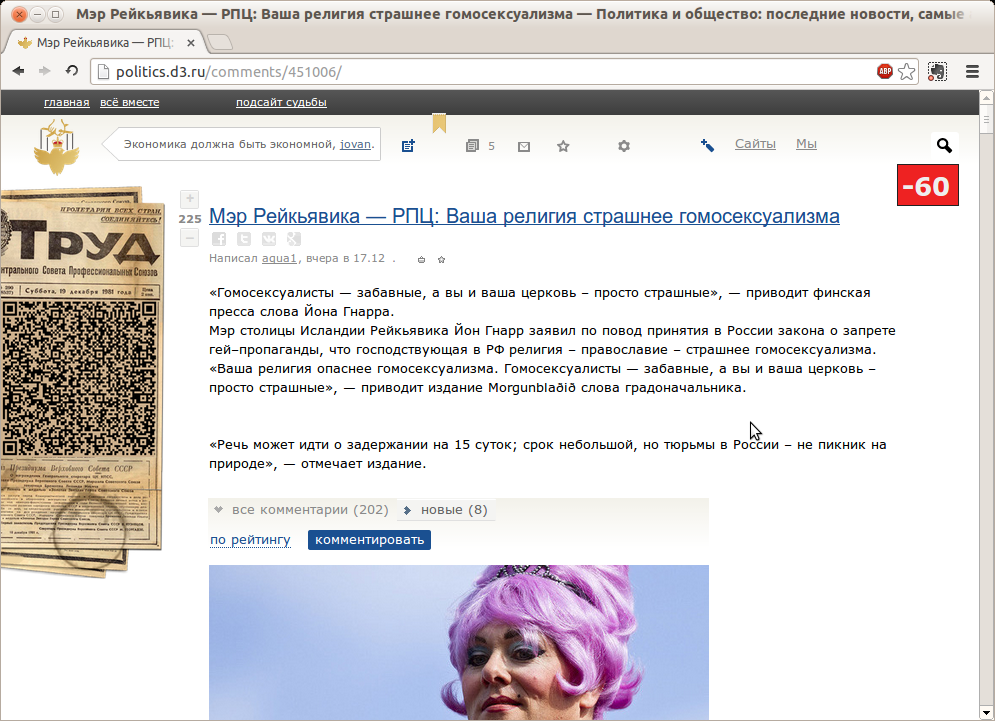 Мэр Рейкьявика — РПЦ: Ваша религия страшнее гомосексуализма — Политика и общество: последние новости, самые
Мэр Рейкьявика — РПЦ:
politics.d3.ru/comments/451006/
ABP
главная всё вместе подсайт судьбы
Экономика должна быть экономной, jovan.
5
Сайты Мы
-60
ПРОЛЕТАРИИ ВСЕХ СТРАН,
СОЕДИНЯЙТЕСЬ!
ТРУД
нтрального Совета Профессиональных Союзов
Суббота, 19 декабря 1981 года
Президиума Верховного Совета СССР
225
Мэр Рейкьявика — РПЦ: Ваша религия страшнее гомосексуализма
Написал aqua1, вчера в 17.12 .
«Гомосексуалисты — забавные, а вы и ваша церковь – просто страшные», — приводит финская
пресса слова Йона Гнарра.
Мэр столицы Исландии Рейкьявика Йон Гнарр заявил по повод принятия в России закона о запрете
гей–пропаганды, что господствующая в РФ религия – православие – страшнее гомосексуализма.
«Ваша религия опаснее гомосексуализма. Гомосексуалисты — забавные, а вы и ваша церковь –
просто страшные», — приводит издание Morgunblaðið слова градоначальника.
«Речь может идти о задержании на 15 суток; срок небольшой, но тюрьмы в России – не пикник на
природе», — отмечает издание.
все комментарии (202) новые (8)
по рейтингу комментировать